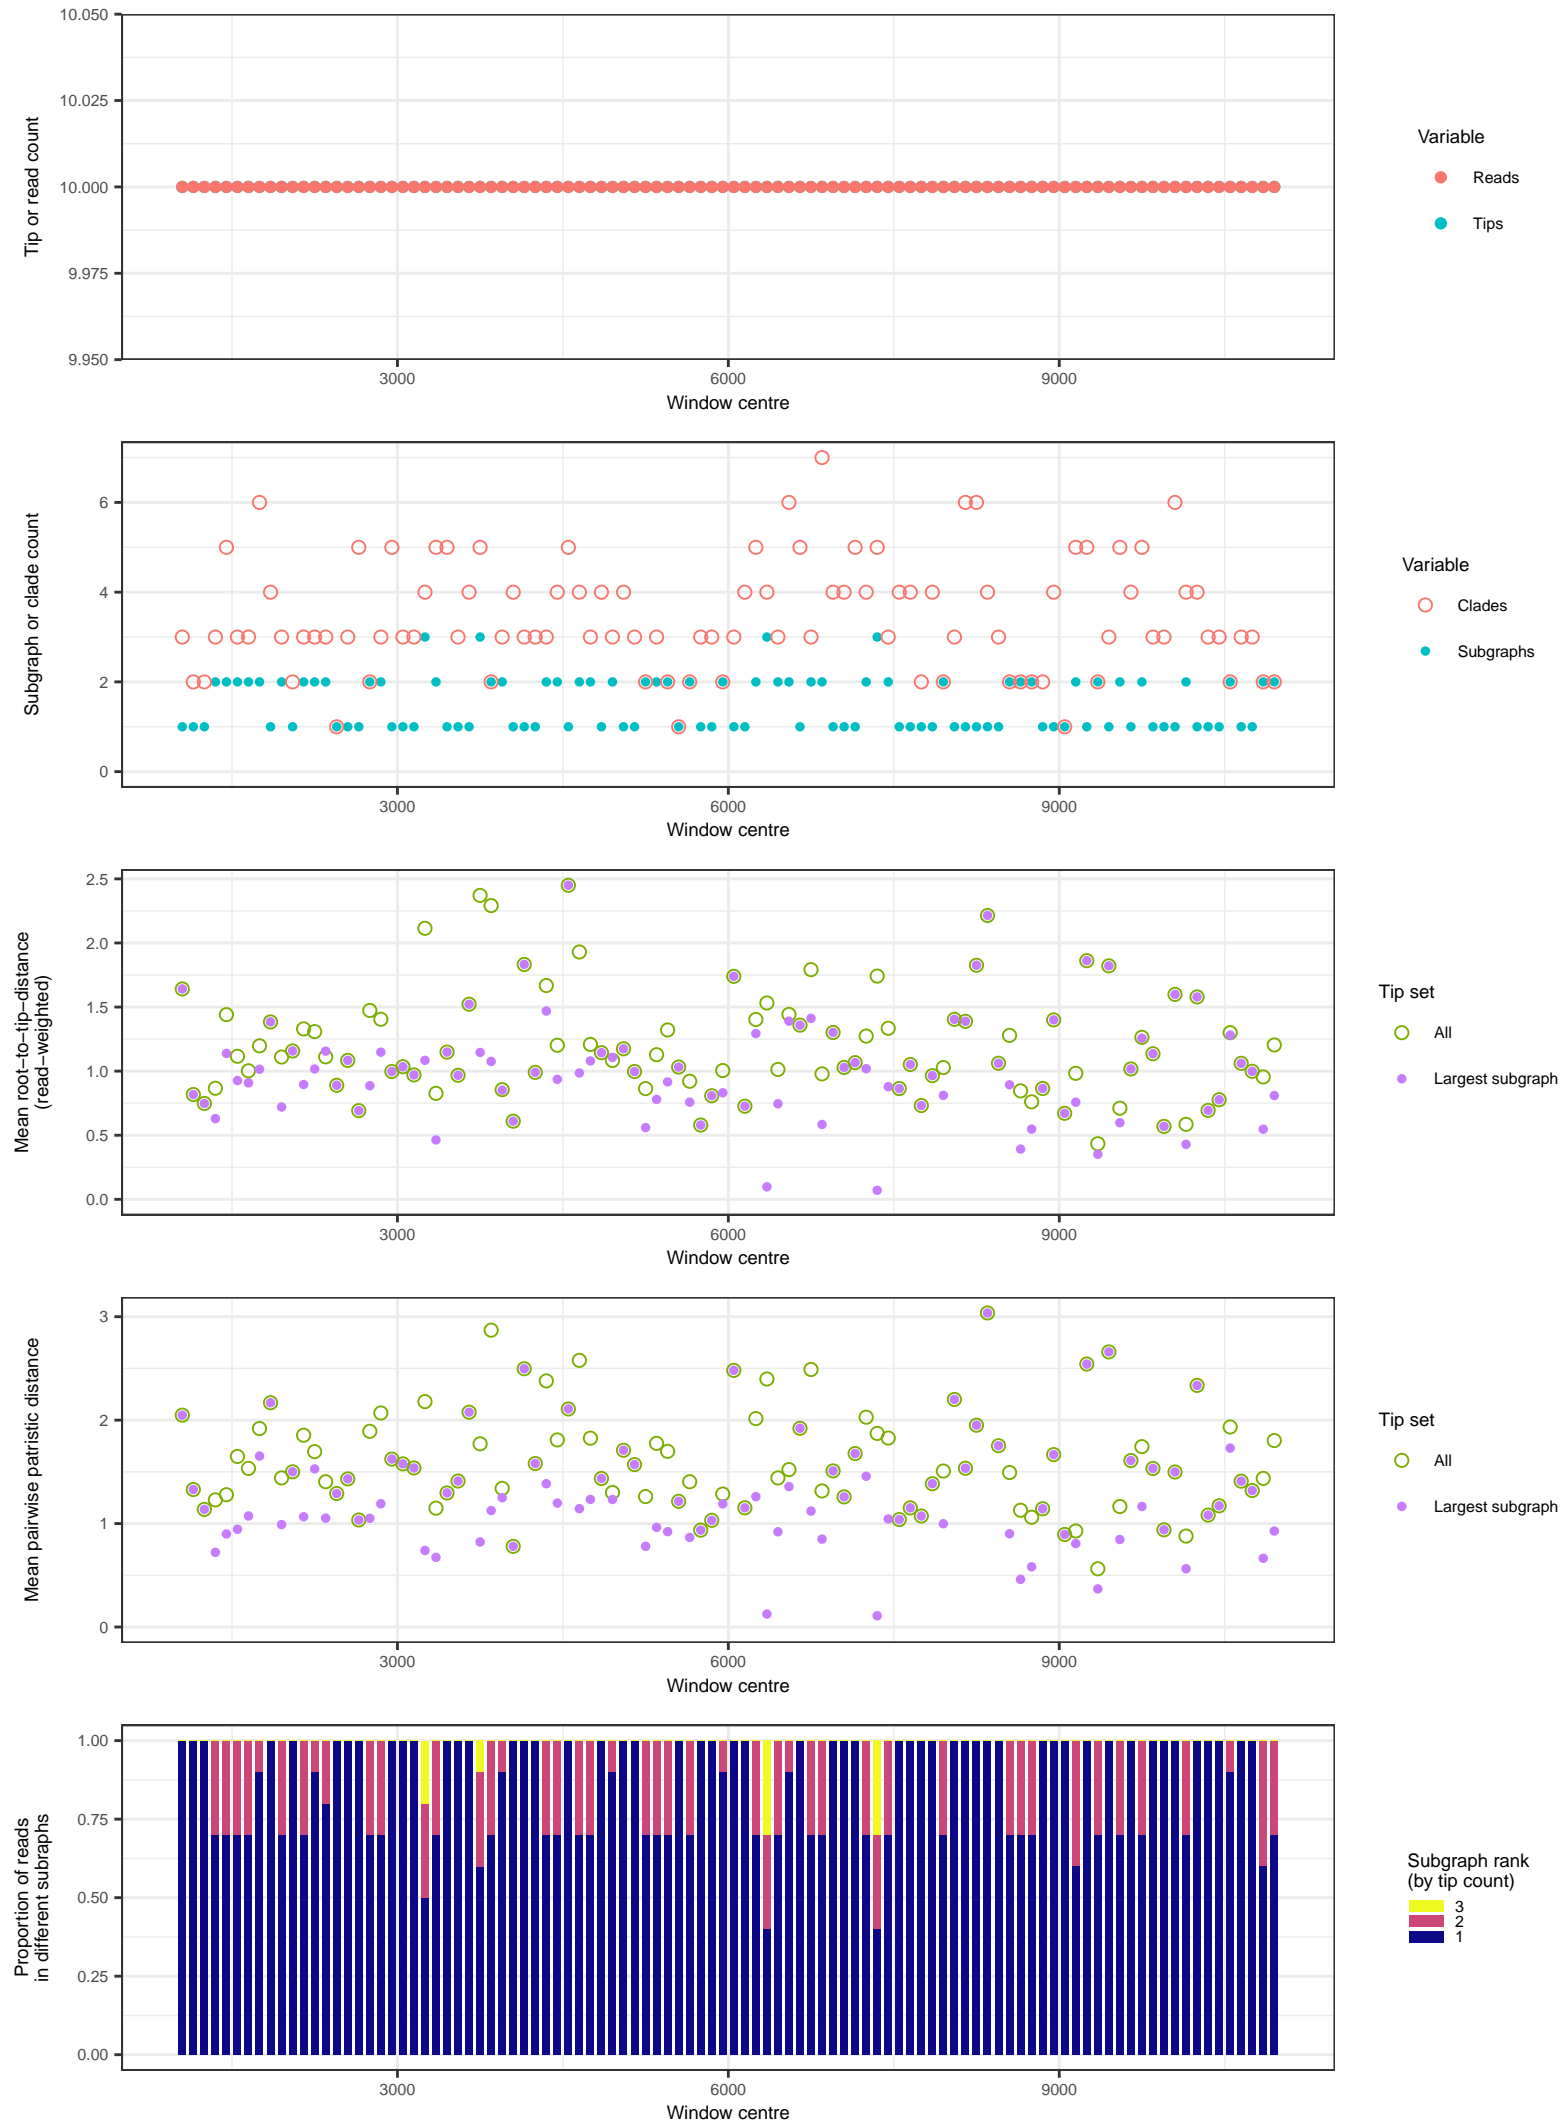 10.050
10.025
10.000
9.975
9.950
Tip or read count
3000 6000 9000
Window centre
Variable
Reads
Tips
6
4
2
0
Subgraph or clade count
3000 6000 9000
Window centre
Variable
Clades
Subgraphs
2.5
2.0
1.5
1.0
0.5
0.0
Mean root−to−tip−distance
(read−weighted)
3000 6000 9000
Window centre
Tip set
All
Largest subgraph
3
2
1
0
Mean pairwise patristic distance
3000 6000 9000
Window centre
Tip set
All
Largest subgraph
1.00
0.75
0.50
0.25
0.00
Proportion of reads
in different subraphs
3000 6000 9000
Window centre
Subgraph rank
(by tip count)
3
2
1